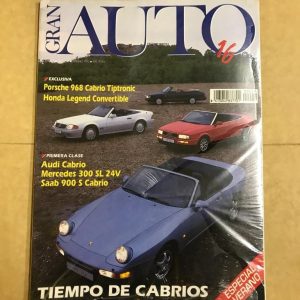 GRAN
AUTO
16
EXCLUSIVA
Porsche 968 Cabrio Tiptronic
Honda Legend Convertible
PRIMERA CLASE
Audi Cabrio
Mercedes 300 SL 24V
Saab 900 S Cabrio
ESPECIAL
VERANO
TIEMPO DE CABRIOS